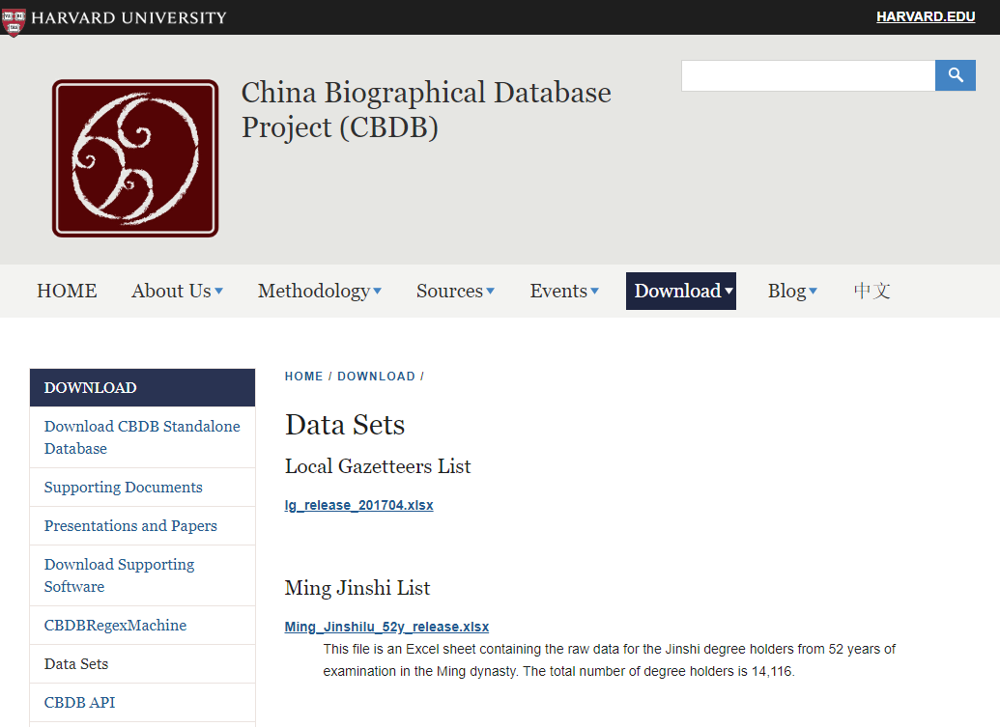 HARVARD UNIVERSITY
HARVARD.EDU
China Biographical Database
Project (CBDB)
HOME About Us Methodology Sources Events Download Blog 中文
DOWNLOAD
Download CBDB Standalone
Database
Supporting Documents
Presentations and Papers
Download Supporting
Software
CBDBRegexMachine
Data Sets
CBDB API
HOME / DOWNLOAD /
Data Sets
Local Gazetteers List
lg_release_201704.xlsx
Ming Jinshi List
Ming_Jinshilu_52y_release.xlsx
This file is an Excel sheet containing the raw data for the Jinshi degree holders from 52 years of
examination in the Ming dynasty. The total number of degree holders is 14,116.